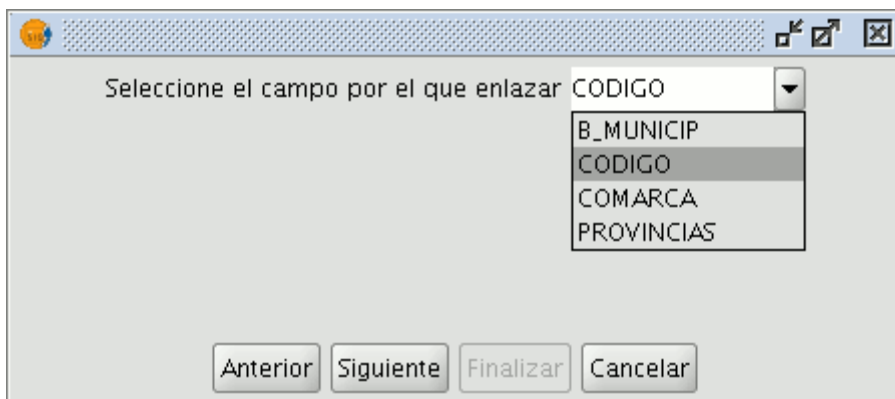 Seleccione el campo por el que enlazar CODIGO
B_MUNICIP
CODIGO
COMARCA
PROVINCIAS
Anterior Siguiente Finalizar Cancelar